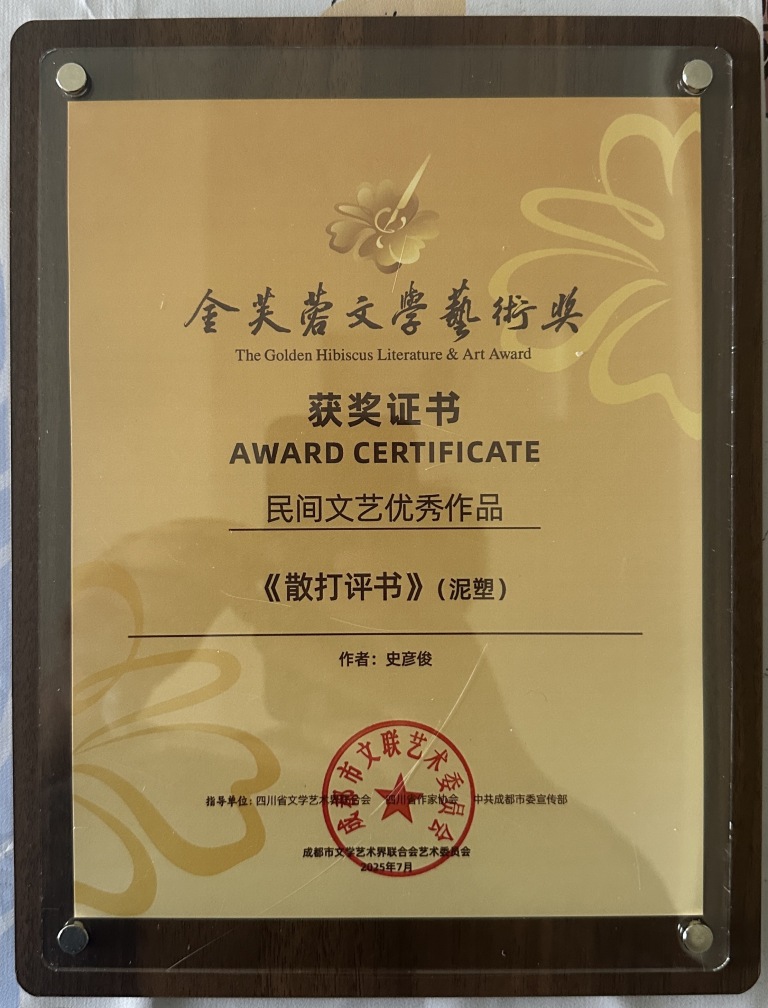 金芙蓉文學藝術奖
The Golden Hibiscus Literature & Art Award
获奖证书
AWARD CERTIFICATE
民间文艺优秀作品
《散打评书》（泥塑）
作者：史彦俊
成都市文联艺术委员会
指导单位：四川省文学艺术界联合会 四川省作家协会 中共成都市委宣传部
成都市文学艺术界联合会艺术委员会
2025年7月